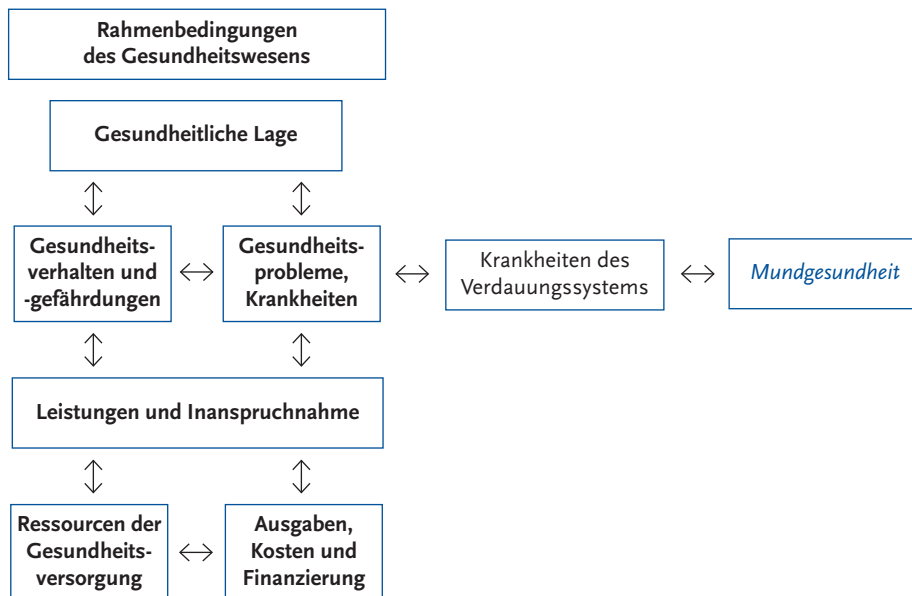 Rahmenbedingungen
des Gesundheitswesens
Gesundheitliche Lage
Gesundheits-
verhalten und
-gefährdungen
Gesundheits-
probleme,
Krankheiten
Krankheiten des
Verdauungssystems
Mundgesundheit
Leistungen und Inanspruchnahme
Ressourcen der
Gesundheits-
versorgung
Ausgaben,
Kosten und
Finanzierung